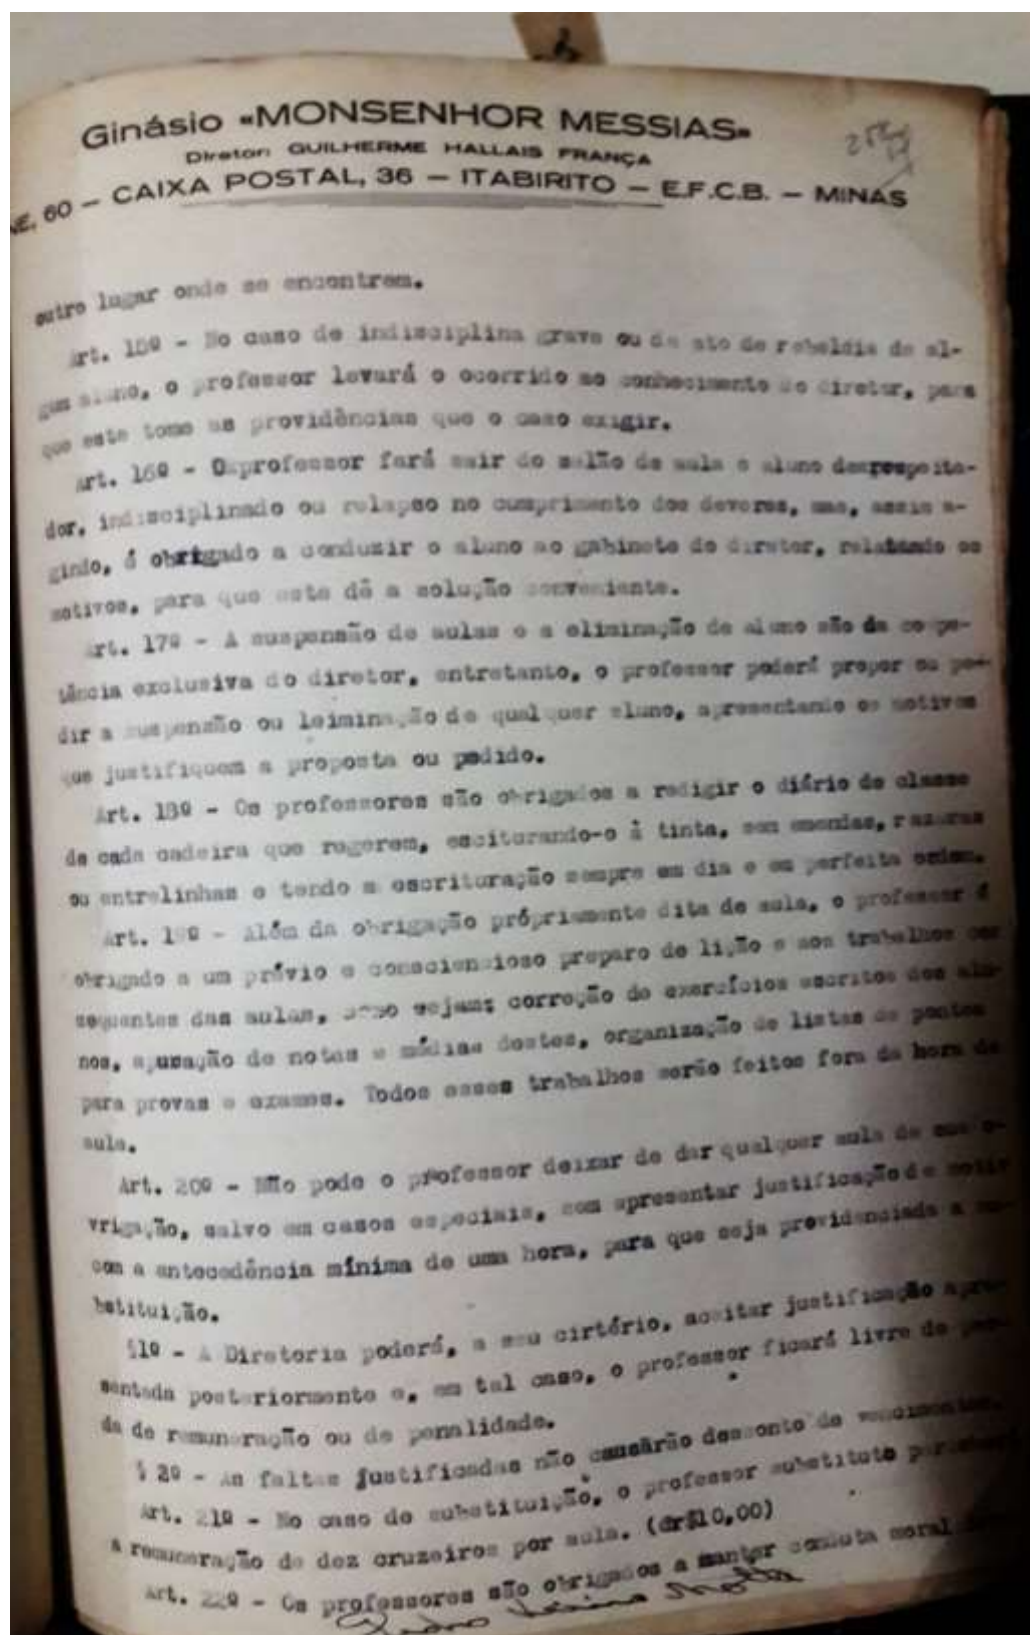 Ginásio «MONSENHOR MESSIAS»
Diretor: GUILHERME HALLAIS FRANÇA
NE, 60 — CAIXA POSTAL, 36 — ITABIRITO — E.F.C.B. — MINAS
outro lugar onde se encontrem.
Art. 15º - No caso de indisciplina grave ou de ato de rebeldia de al-
gum aluno, o professor levará o ocorrido ao conhecimento do diretor, para
que este tome as providências que o caso exigir.
Art. 16º - O professor fará sair do salão de aula o aluno desrespeita-
dor, indisciplinado ou relapso no cumprimento dos deveres, mas, assim a-
gindo, é obrigado a conduzir o aluno ao gabinete do diretor, relatando os
motivos, para que este dê a solução conveniente.
Art. 17º - A suspensão de aulas e a eliminação de aluno são da compe-
tência exclusiva do diretor, entretanto, o professor poderá propor ou pe-
dir a suspensão ou leiminação de qualquer aluno, apresentando os motivos
que justifiquem a proposta ou pedido.
Art. 18º - Os professores são obrigados a redigir o diário de classe
de cada cadeira que regerem, esciturando-o à tinta, sem emendas, razuras
ou entrelinhas e tendo a escrituração sempre em dia e em perfeita ordem.
Art. 19º - Além da obrigação própriamente dita de aula, o professor é
obrigado a um prévio e consciencioso preparo de lição e aos trabalhos con
sequentes das aulas, como sejam; correção de exercícios escritos dos alu-
nos, apuração de notas e médias destes, organização de listas de pontos
para provas e exames. Todos esses trabalhos serão feitos fora da hora de
aula.
Art. 20º - Não pode o professor deixar de dar qualquer aula de sua o-
vrigação, salvo em casos especiais, com apresentar justificação de motiv
com a antecedência mínima de uma hora, para que seja providenciada a su-
bstituição.
§1º - A Diretoria poderá, a seu cirtério, aceitar justificação apre-
sentada posteriormente e, em tal caso, o professor ficará livre de per-
da de remuneração ou de penalidade.
§ 2º - As faltas justificadas não causarão desconto de vencimentos.
Art. 21º - No caso de substituição, o professor substituto perceberá
a remuneração de dez cruzeiros por aula. (Cr$10,00)
Art. 22º - Os professores são obrigados a manter conduta moral